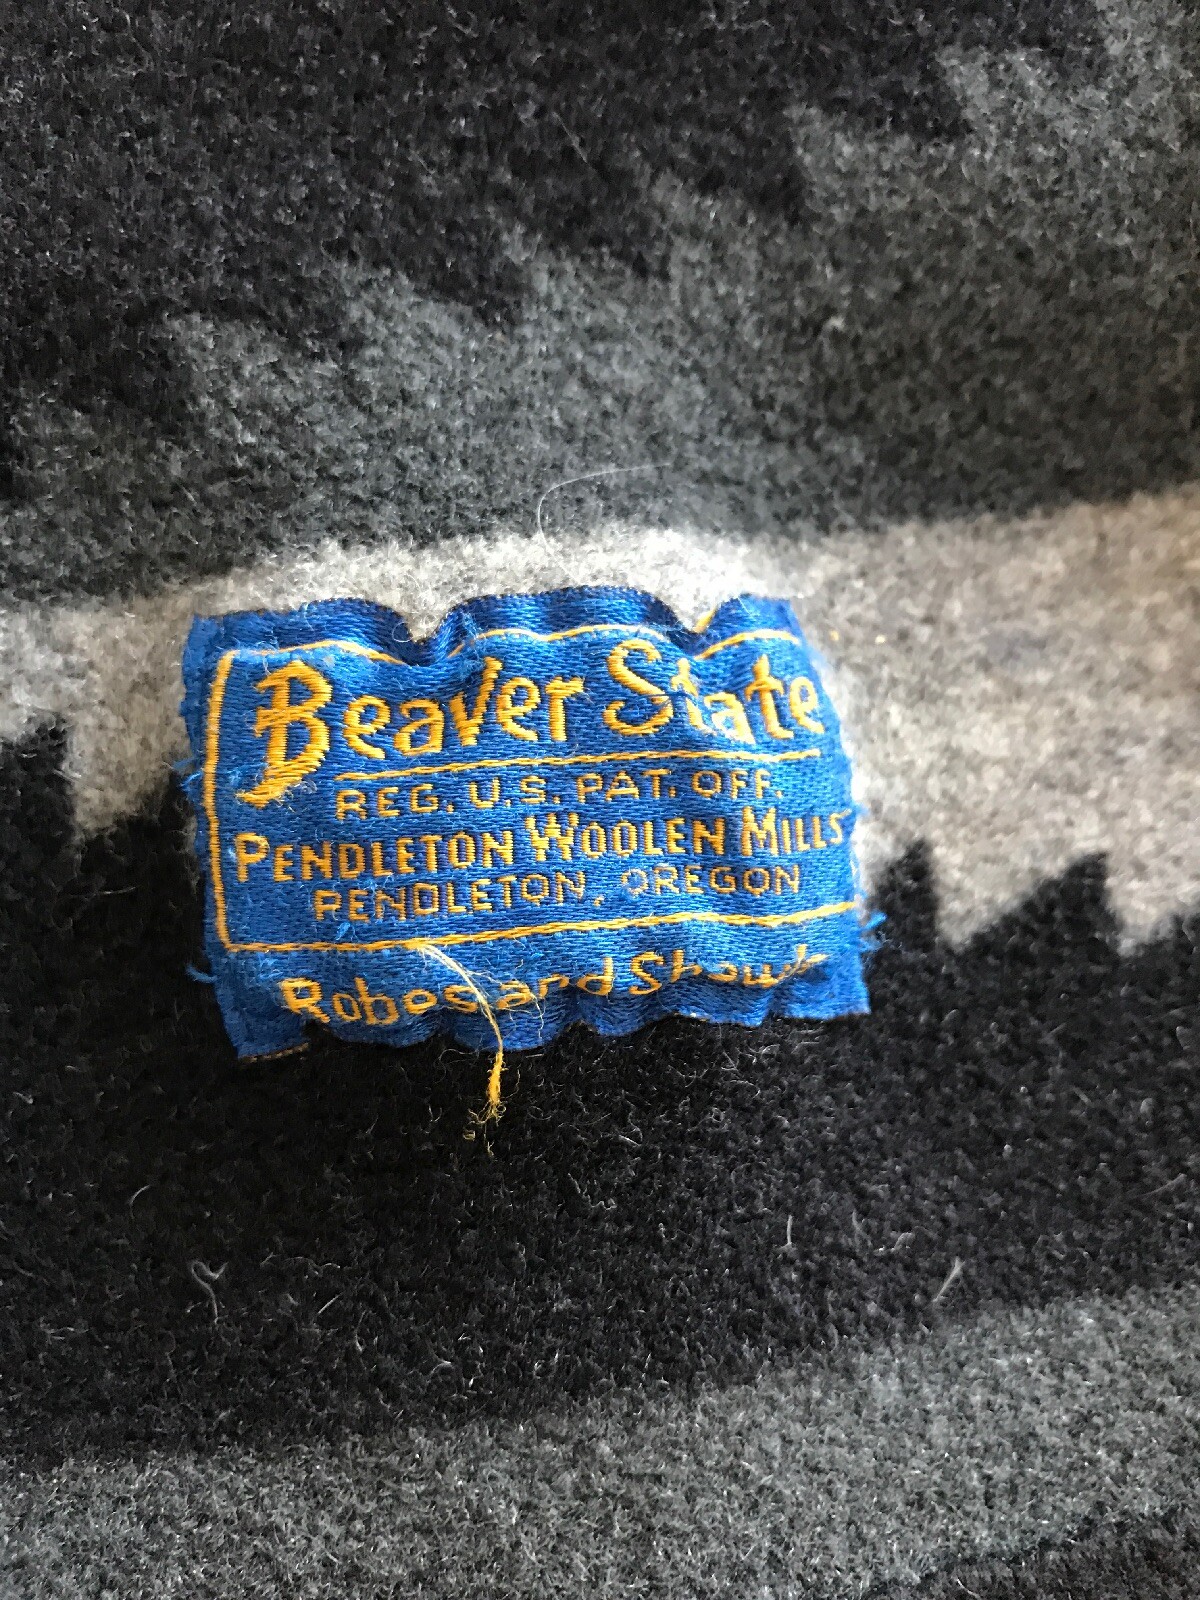 Beaver State
REG. U.S. PAT. OFF.
PENDLETON WOOLEN MILLS
PENDLETON, OREGON
Robes and Shawls